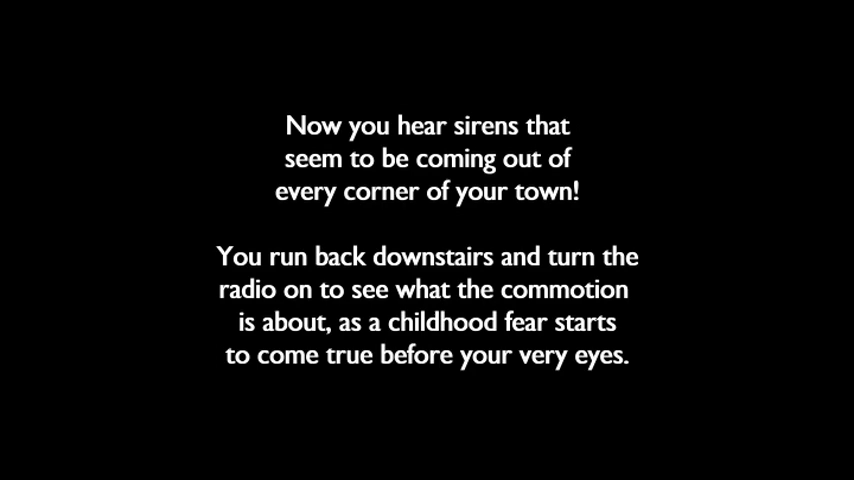 Now you hear sirens that
seem to be coming out of
every corner of your town!
You run back downstairs and turn the
radio on to see what the commotion
is about, as a childhood fear starts
to come true before your very eyes.